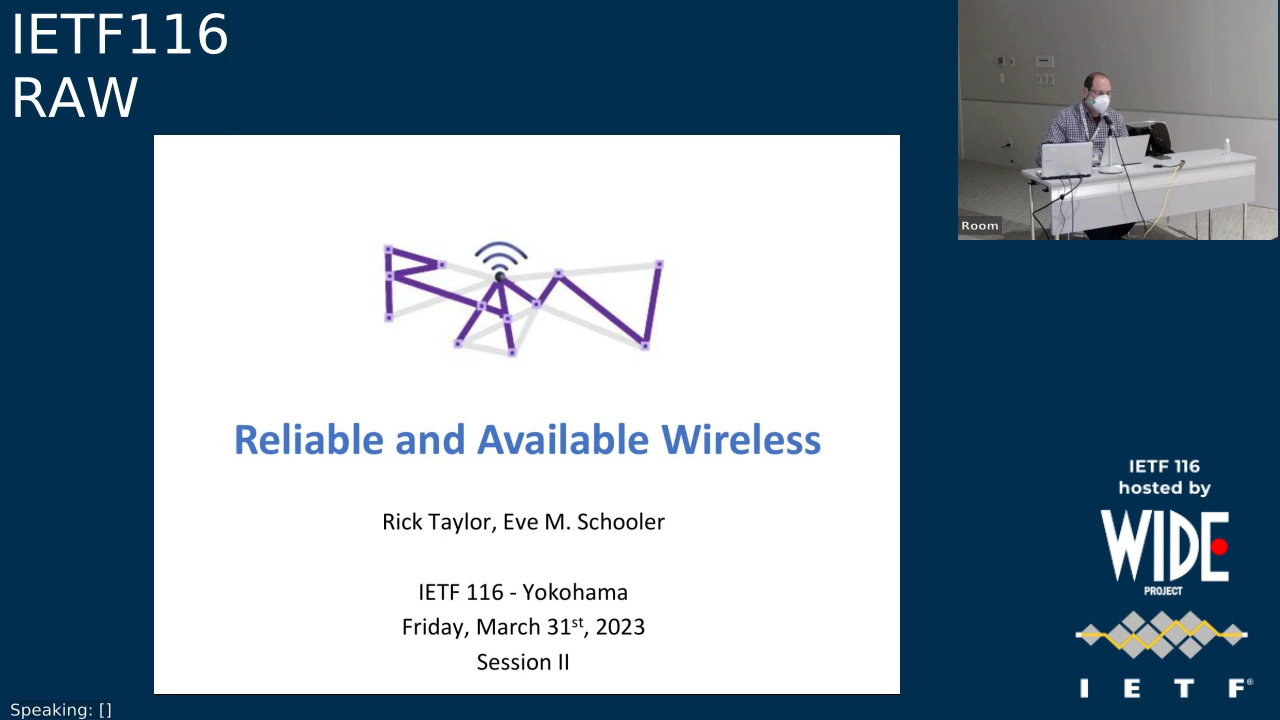 IETF116
RAW
Room
RAW
Reliable and Available Wireless
Rick Taylor, Eve M. Schooler
IETF 116 - Yokohama
Friday, March 31st, 2023
Session II
IETF 116
hosted by
WIDE
PROJECT
I E T F®
Speaking: []